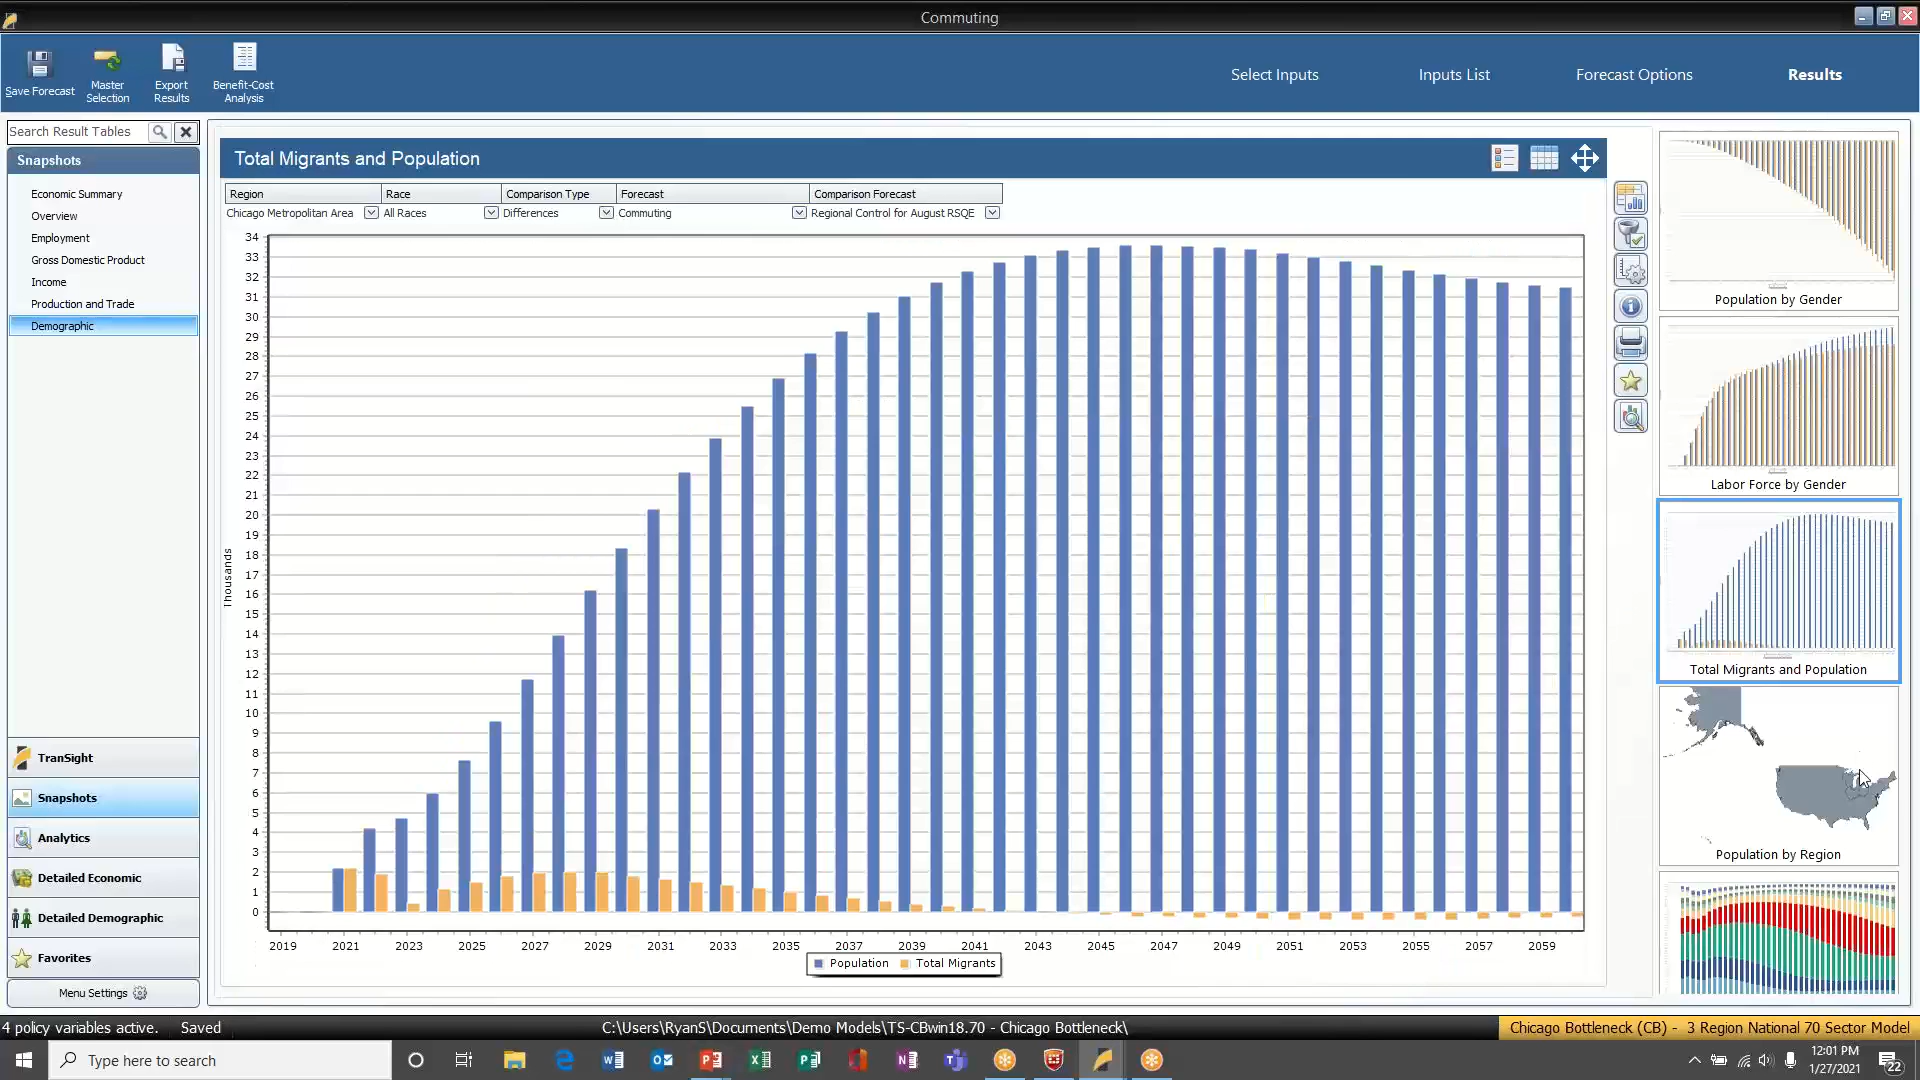 Commuting
Save Forecast
Master Selection
Export Results
Benefit-Cost Analysis
Select Inputs
Inputs List
Forecast Options
Results
Search Result Tables
Snapshots
Economic Summary
Overview
Employment
Gross Domestic Product
Income
Production and Trade
Demographic
TranSight
Snapshots
Analytics
Detailed Economic
Detailed Demographic
Favorites
Menu Settings
Total Migrants and Population
Region Race Comparison Type Forecast Comparison Forecast
Chicago Metropolitan Area All Races Differences Commuting Regional Control for August RSQE
34
33
32
31
30
29
28
27
26
25
24
23
22
21
20
19
18
17
16
15
14
13
12
11
10
9
8
7
6
5
4
3
2
1
0
Thousands
2019 2021 2023 2025 2027 2029 2031 2033 2035 2037 2039 2041 2043 2045 2047 2049 2051 2053 2055 2057 2059
Population Total Migrants
Population by Gender
Labor Force by Gender
Total Migrants and Population
Population by Region
4 policy variables active. Saved
C:\Users\RyanS\Documents\Demo Models\TS-CBwin18.70 - Chicago Bottleneck\
Chicago Bottleneck (CB) - 3 Region National 70 Sector Model
Type here to search
12:01 PM
1/27/2021
22